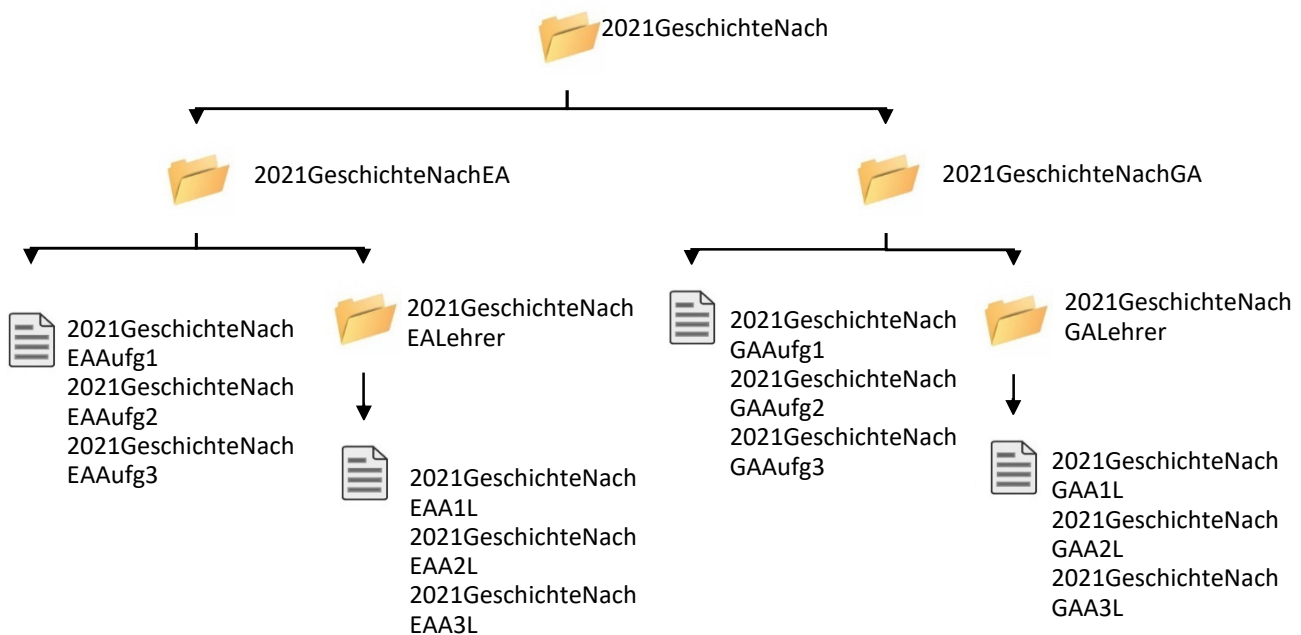 2021GeschichteNach
2021GeschichteNachEA
2021GeschichteNachGA
2021GeschichteNach
EAAufg1
2021GeschichteNach
EAAufg2
2021GeschichteNach
EAAufg3
2021GeschichteNach
EALehrer
2021GeschichteNach
EAA1L
2021GeschichteNach
EAA2L
2021GeschichteNach
EAA3L
2021GeschichteNach
GAAufg1
2021GeschichteNach
GAAufg2
2021GeschichteNach
GAAufg3
2021GeschichteNach
GALehrer
2021GeschichteNach
GAA1L
2021GeschichteNach
GAA2L
2021GeschichteNach
GAA3L